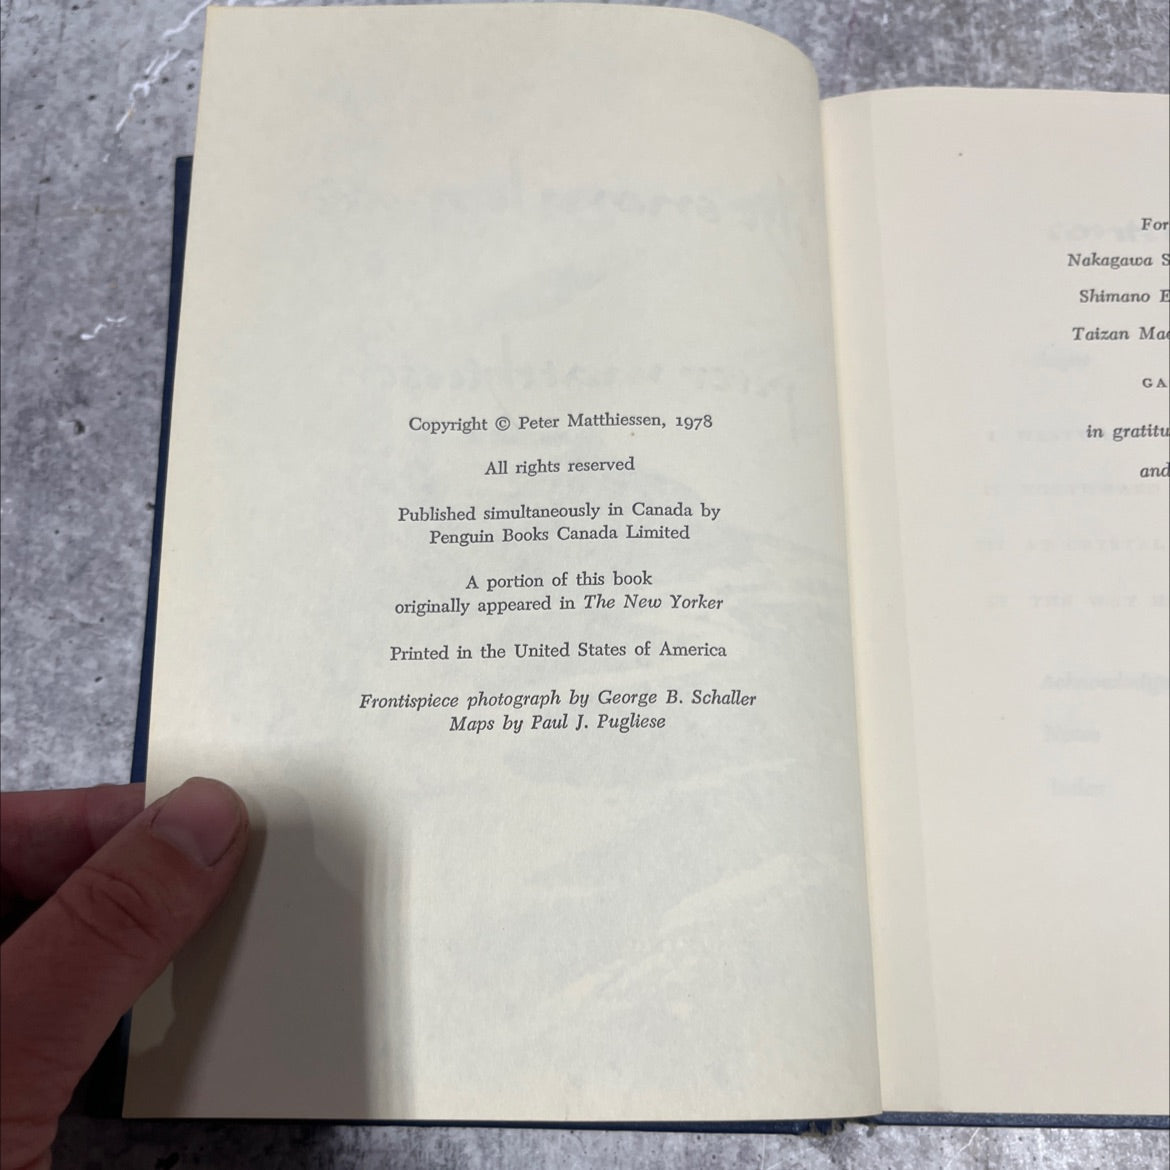 Copyright © Peter Matthiessen, 1978
All rights reserved
Published simultaneously in Canada by
Penguin Books Canada Limited
A portion of this book
originally appeared in The New Yorker
Printed in the United States of America
Frontispiece photograph by George B. Schaller
Maps by Paul J. Pugliese
For
Nakagawa S
Shimano E
Taizan Mae
GA
in gratitu
and